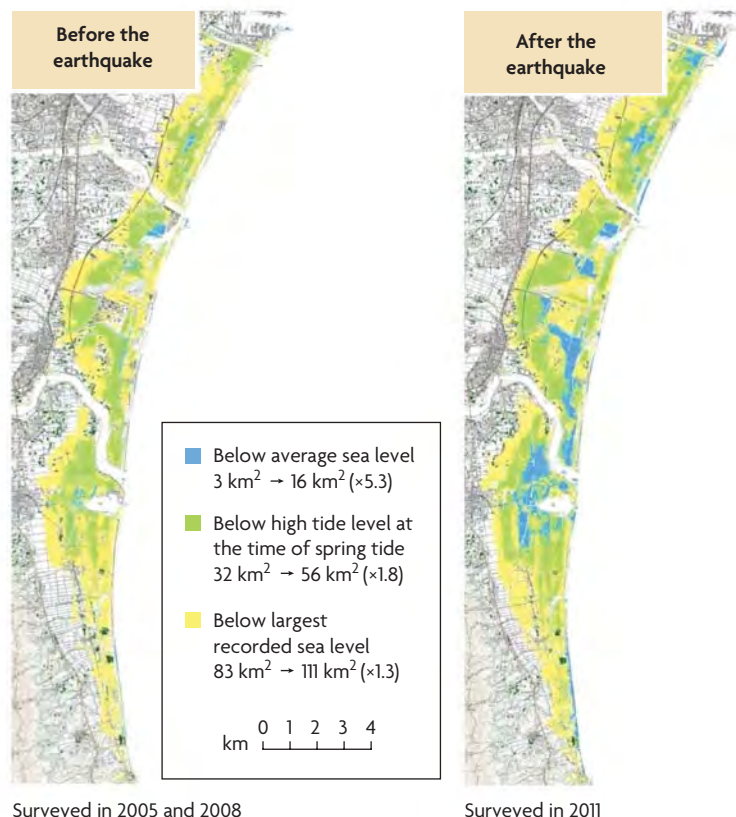 Before the
earthquake
After the
earthquake
Below average sea level
3 km² → 16 km² (×5.3)
Below high tide level at
the time of spring tide
32 km² → 56 km² (×1.8)
Below largest
recorded sea level
83 km² → 111 km² (×1.3)
0 1 2 3 4
km
Surveyed in 2005 and 2008
Surveyed in 2011